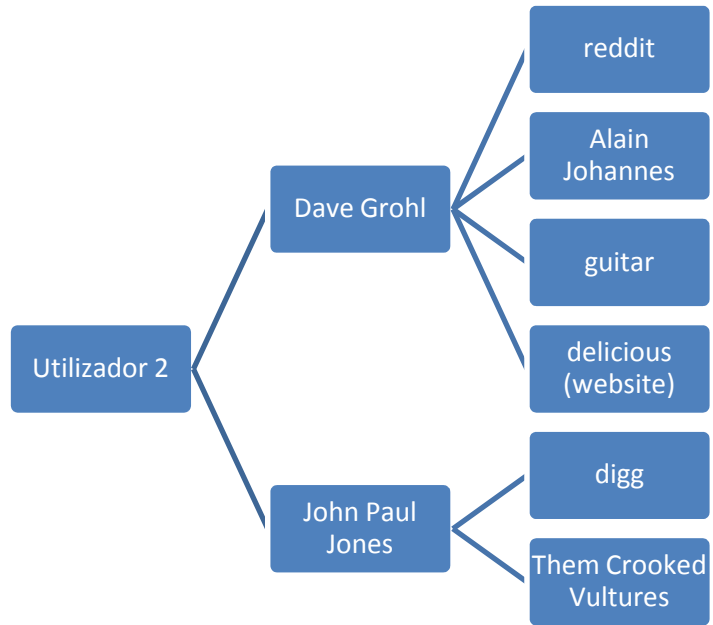 Utilizador 2
Dave Grohl
reddit
Alain
Johannes
guitar
delicious
(website)
John Paul
Jones
digg
Them Crooked
Vultures